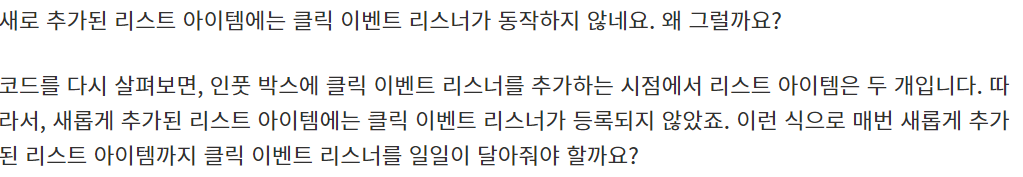 새로 추가된 리스트 아이템에는 클릭 이벤트 리스너가 동작하지 않네요. 왜 그럴까요?
코드를 다시 살펴보면, 인풋 박스에 클릭 이벤트 리스너를 추가하는 시점에서 리스트 아이템은 두 개입니다. 따
라서, 새롭게 추가된 리스트 아이템에는 클릭 이벤트 리스너가 등록되지 않았죠. 이런 식으로 매번 새롭게 추가
된 리스트 아이템까지 클릭 이벤트 리스너를 일일이 달아줘야 할까요?